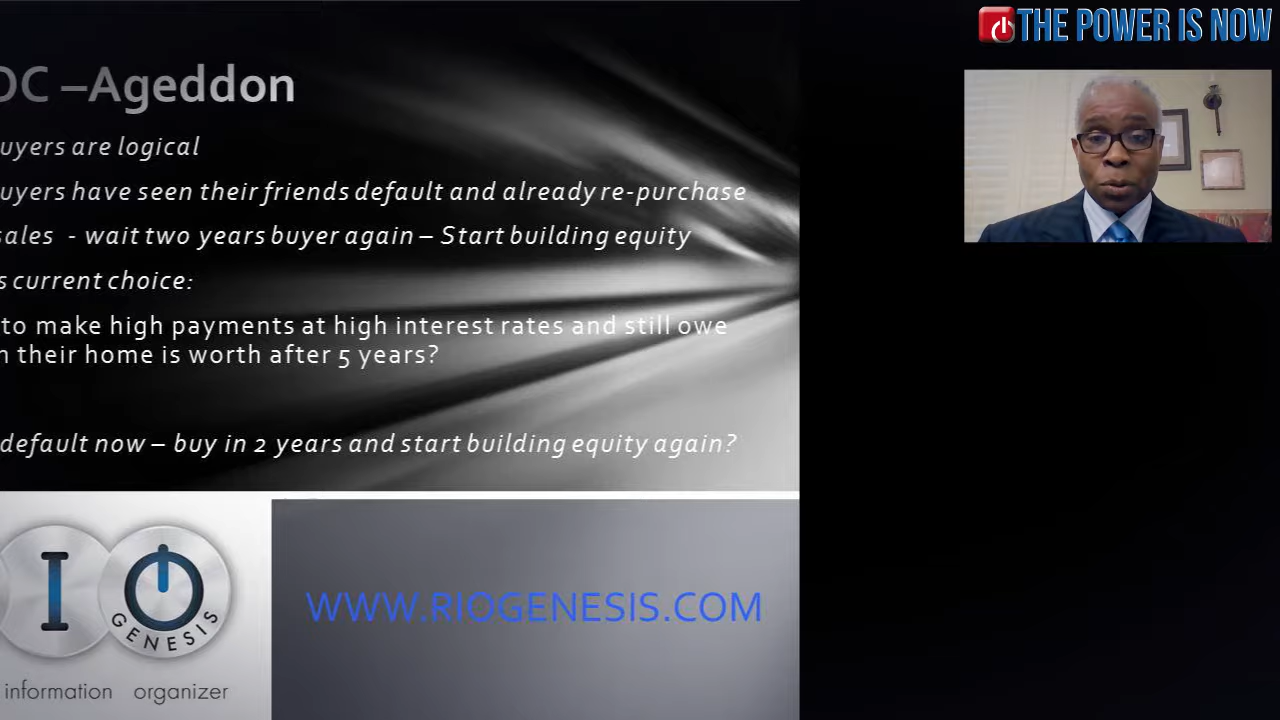 THE POWER IS NOW
OC –Ageddon
uyers are logical
uyers have seen their friends default and already re-purchase
sales - wait two years buyer again – Start building equity
s current choice:
to make high payments at high interest rates and still owe
n their home is worth after 5 years?
default now – buy in 2 years and start building equity again?
I
GENESIS
information organizer
WWW.RIOGENESIS.COM